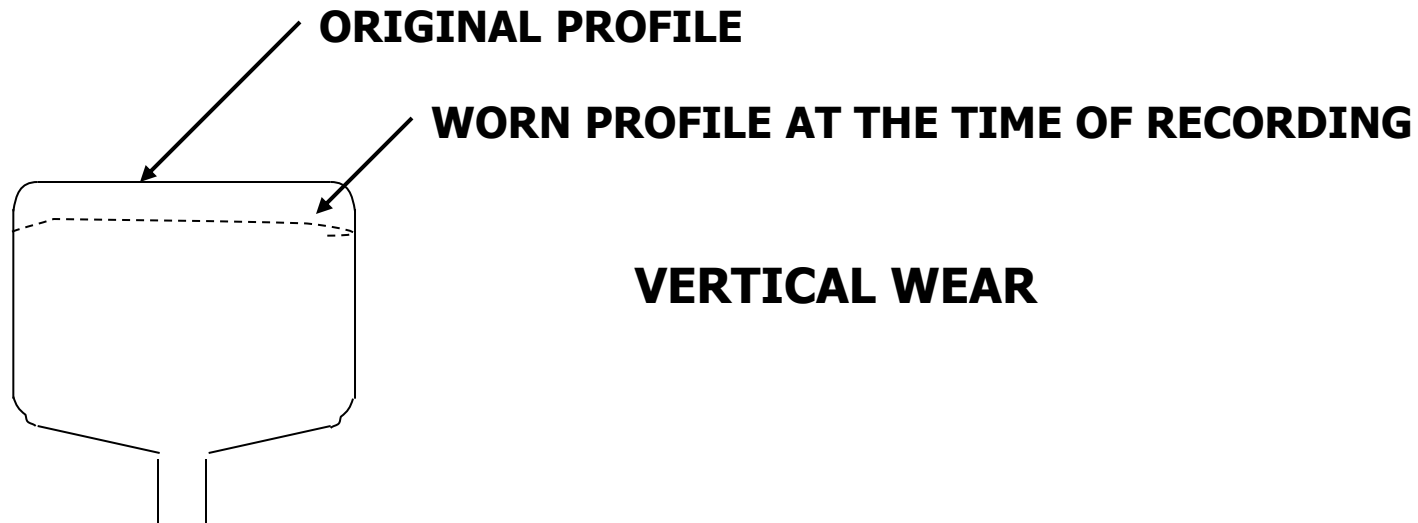 ORIGINAL PROFILE
WORN PROFILE AT THE TIME OF RECORDING
VERTICAL WEAR